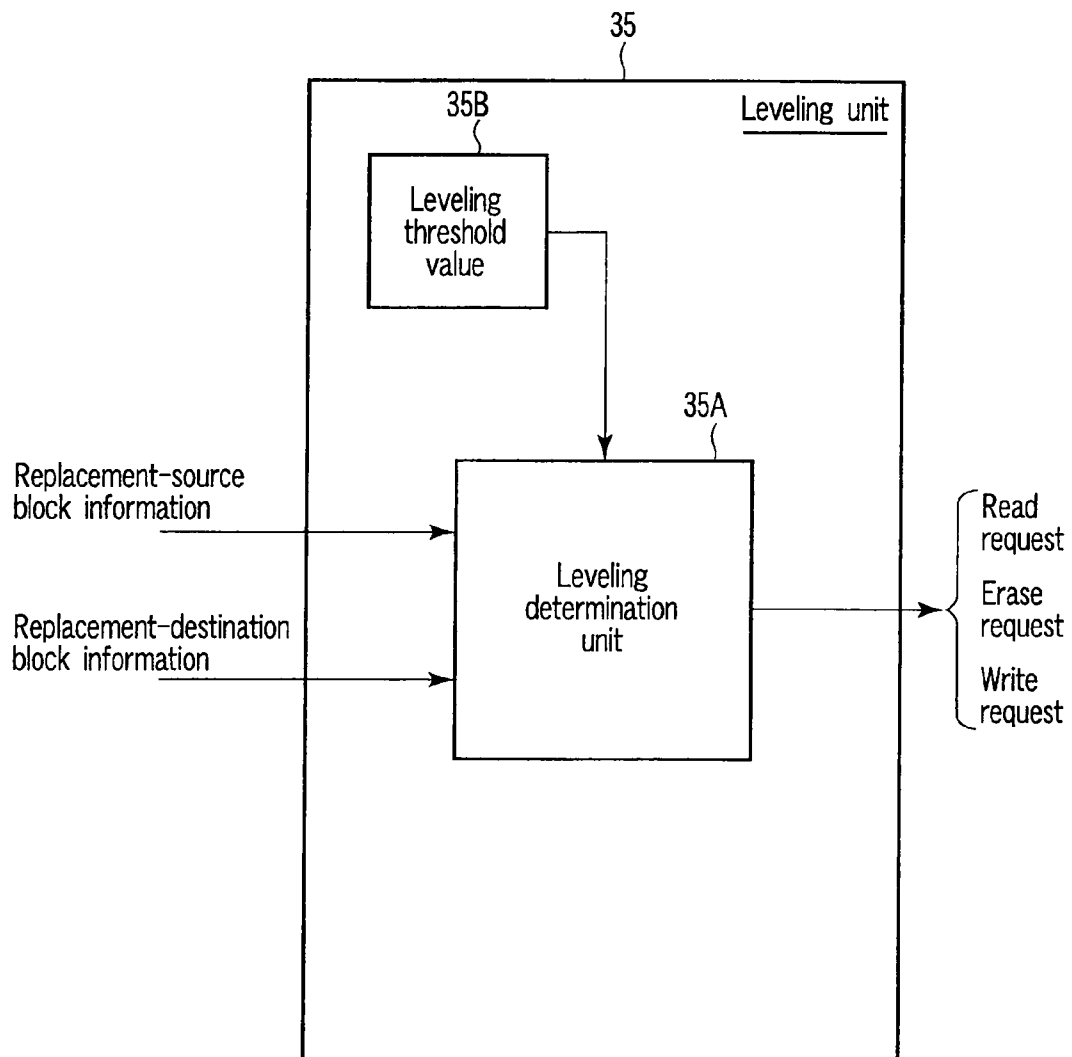 35
Leveling unit
35B
Leveling
threshold
value
35A
Replacement-source
block information
Leveling
determination
unit
Replacement-destination
block information
Read
request
Erase
request
Write
request